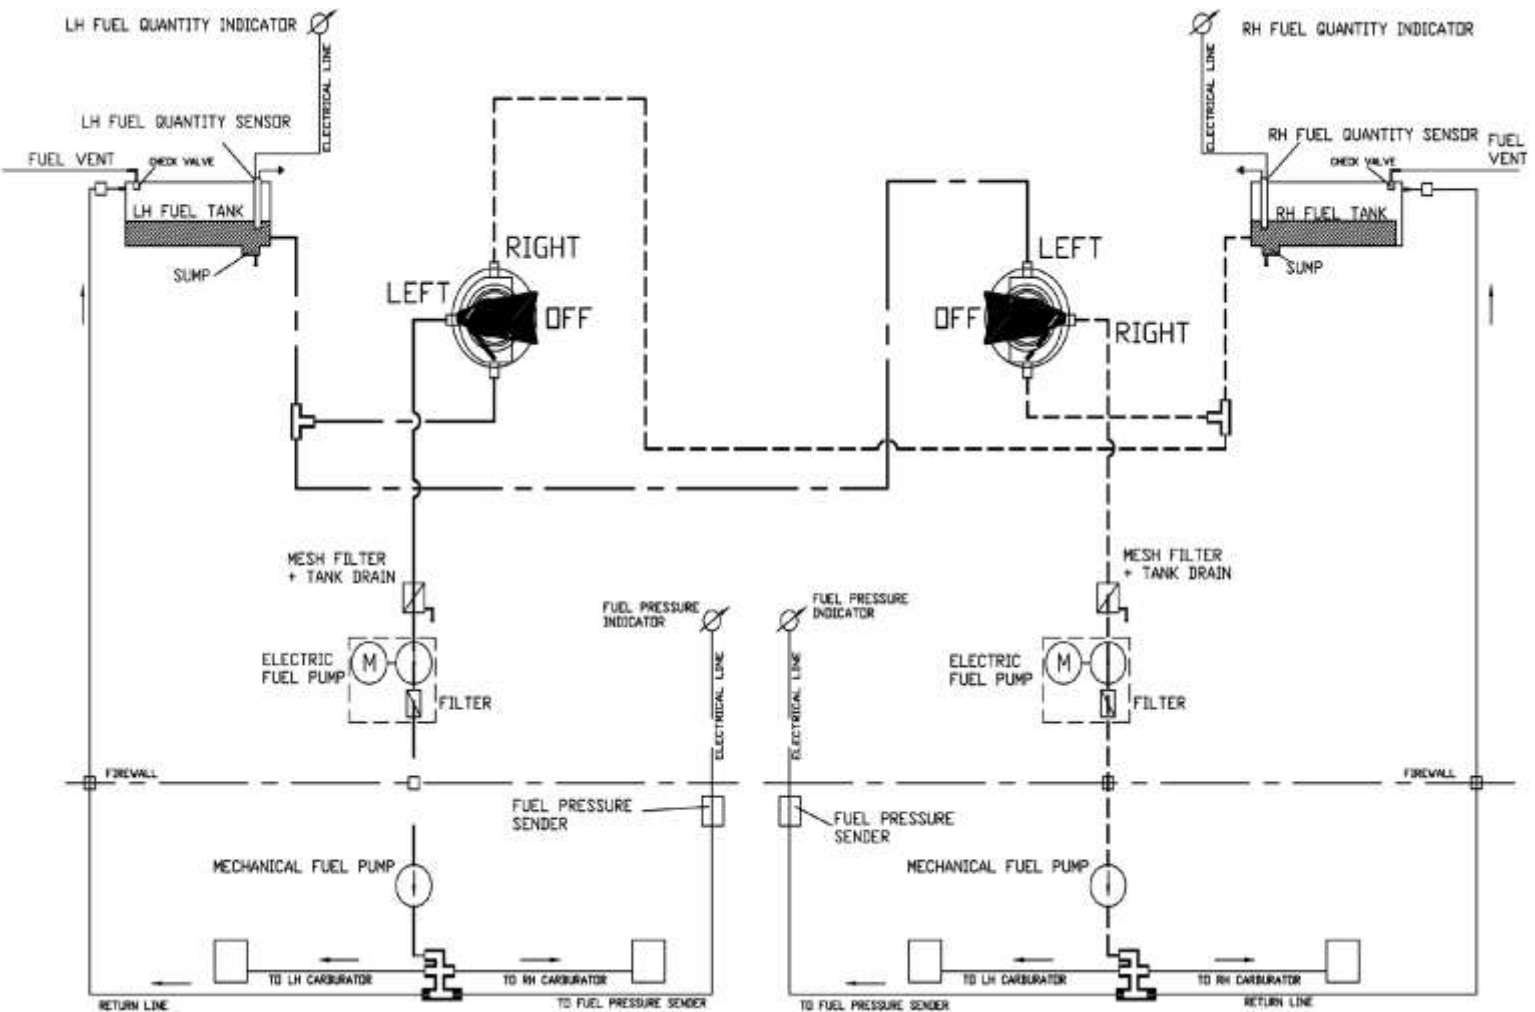 LH FUEL QUANTITY INDICATOR
RH FUEL QUANTITY INDICATOR
ELECTRICAL LINE
ELECTRICAL LINE
LH FUEL QUANTITY SENSOR
RH FUEL QUANTITY SENSOR
FUEL VENT
CHECK VALVE
CHECK VALVE
FUEL
VENT
LH FUEL TANK
RH FUEL TANK
SUMP
SUMP
RIGHT
LEFT
OFF
LEFT
OFF
RIGHT
MESH FILTER
+ TANK DRAIN
MESH FILTER
+ TANK DRAIN
FUEL PRESSURE
INDICATOR
FUEL PRESSURE
INDICATOR
ELECTRIC
FUEL PUMP
M
FILTER
ELECTRICAL LINE
ELECTRICAL LINE
ELECTRIC
FUEL PUMP
M
FILTER
FIREWALL
FIREWALL
FUEL PRESSURE
SENDER
FUEL PRESSURE
SENDER
MECHANICAL FUEL PUMP
MECHANICAL FUEL PUMP
TO LH CARBURATOR
TO RH CARBURATOR
TO LH CARBURATOR
TO RH CARBURATOR
RETURN LINE
TO FUEL PRESSURE SENDER
TO FUEL PRESSURE SENDER
RETURN LINE